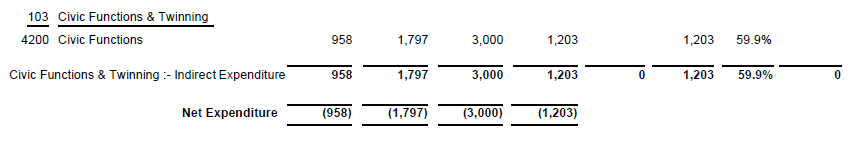 103 Civic Functions & Twinning
4200 Civic Functions 958 1,797 3,000 1,203 1,203 59.9%
Civic Functions & Twinning :- Indirect Expenditure 958 1,797 3,000 1,203 0 1,203 59.9% 0
Net Expenditure (958) (1,797) (3,000) (1,203)